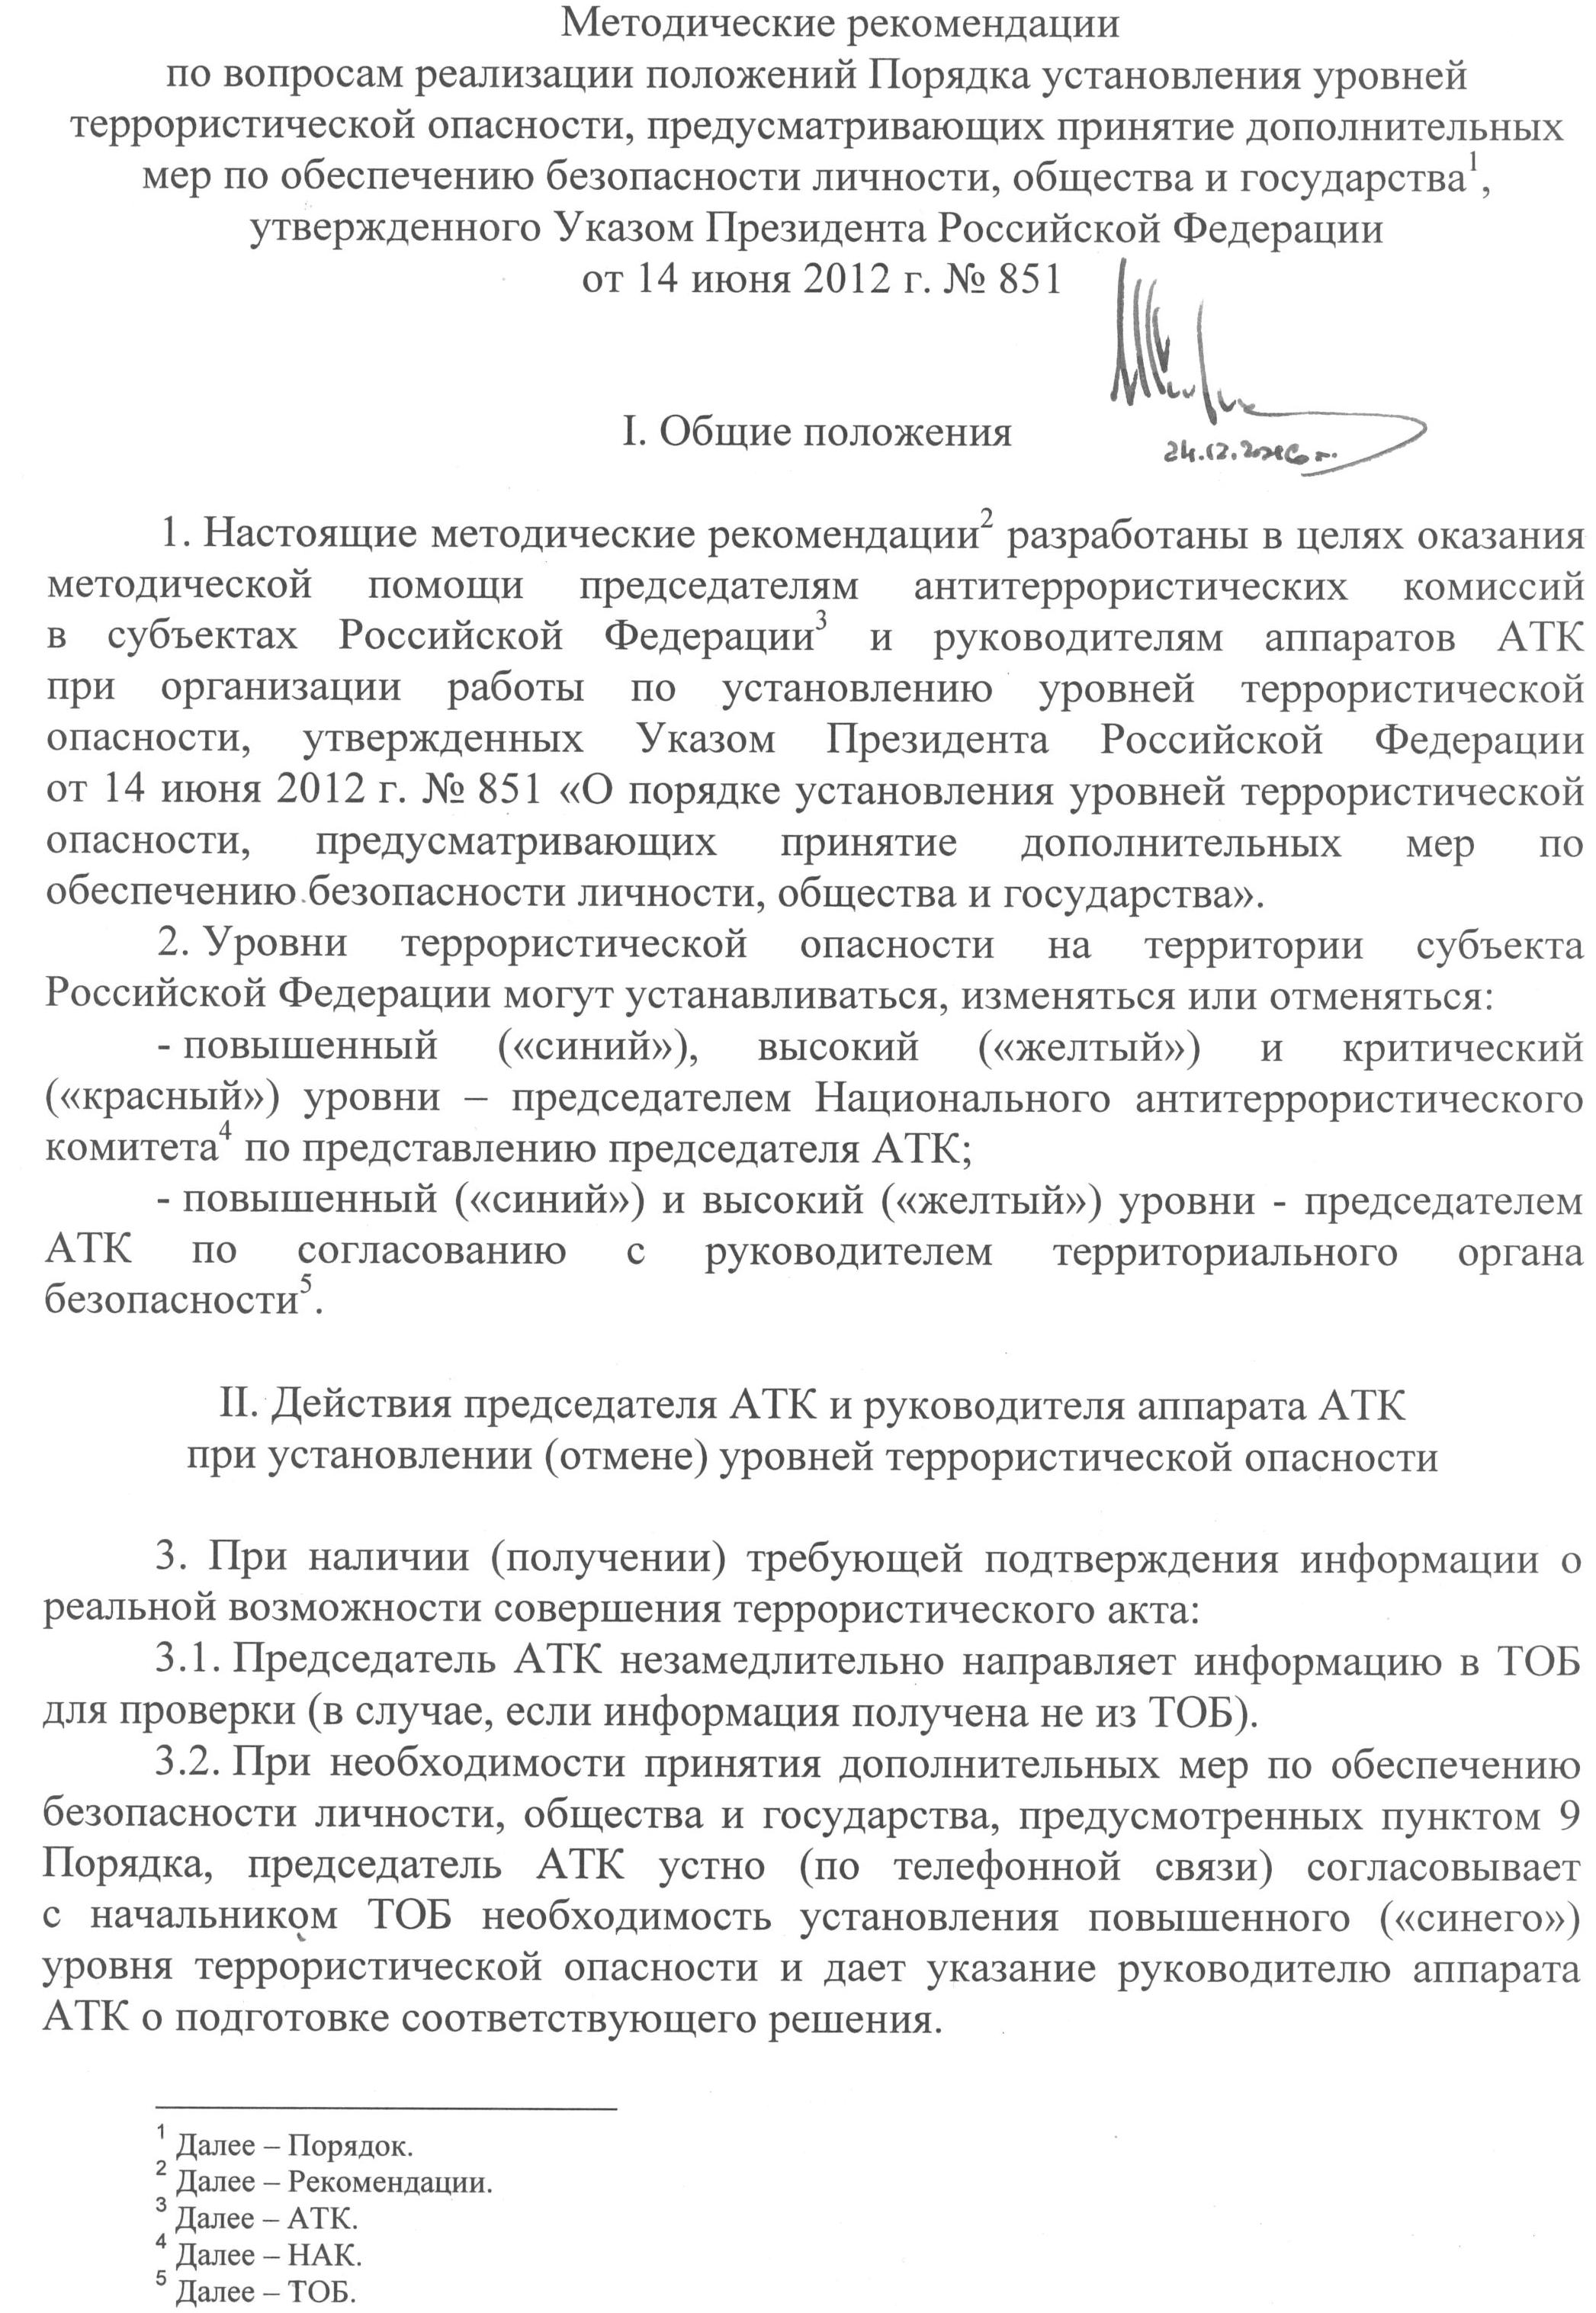 Методические рекомендации
по вопросам реализации положений Порядка установления уровней
террористической опасности, предусматривающих принятие дополнительных
мер по обеспечению безопасности личности, общества и государства¹,
утвержденного Указом Президента Российской Федерации
от 14 июня 2012 г. № 851
I. Общие положения
24.12.2016 г.
1. Настоящие методические рекомендации² разработаны в целях оказания
методической помощи председателям антитеррористических комиссий
в субъектах Российской Федерации³ и руководителям аппаратов АТК
при организации работы по установлению уровней террористической
опасности, утвержденных Указом Президента Российской Федерации
от 14 июня 2012 г. № 851 «О порядке установления уровней террористической
опасности, предусматривающих принятие дополнительных мер по
обеспечению безопасности личности, общества и государства».
2. Уровни террористической опасности на территории субъекта
Российской Федерации могут устанавливаться, изменяться или отменяться:
- повышенный («синий»), высокий («желтый») и критический
(«красный») уровни – председателем Национального антитеррористического
комитета⁴ по представлению председателя АТК;
- повышенный («синий») и высокий («желтый») уровни - председателем
АТК по согласованию с руководителем территориального органа
безопасности⁵.
II. Действия председателя АТК и руководителя аппарата АТК
при установлении (отмене) уровней террористической опасности
3. При наличии (получении) требующей подтверждения информации о
реальной возможности совершения террористического акта:
3.1. Председатель АТК незамедлительно направляет информацию в ТОБ
для проверки (в случае, если информация получена не из ТОБ).
3.2. При необходимости принятия дополнительных мер по обеспечению
безопасности личности, общества и государства, предусмотренных пунктом 9
Порядка, председатель АТК устно (по телефонной связи) согласовывает
с начальником ТОБ необходимость установления повышенного («синего»)
уровня террористической опасности и дает указание руководителю аппарата
АТК о подготовке соответствующего решения.
¹ Далее – Порядок.
² Далее – Рекомендации.
³ Далее – АТК.
⁴ Далее – НАК.
⁵ Далее – ТОБ.